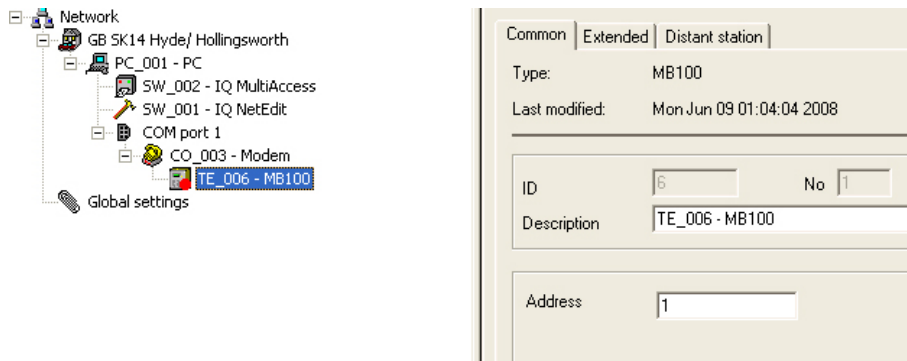 Network
GB SK14 Hyde/ Hollingsworth
PC_001 - PC
SW_002 - IQ MultiAccess
SW_001 - IQ NetEdit
COM port 1
CO_003 - Modem
TE_006 - MB100
Global settings
Common Extended Distant station
Type: MB100
Last modified: Mon Jun 09 01:04:04 2008
ID 6 No 1
Description TE_006 - MB100
Address 1